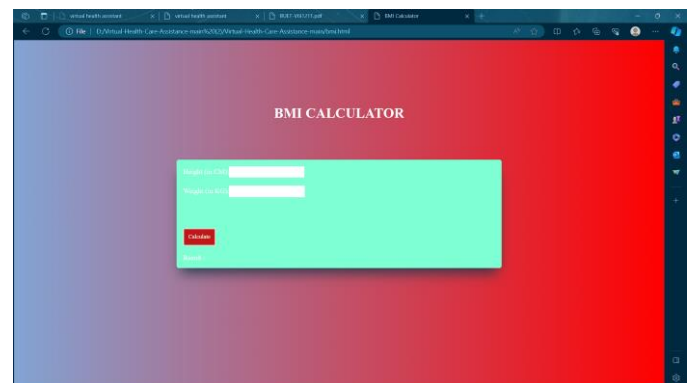 virtual health assistant
virtual health assistant
BMI Calculator
File
D:/Virtual-Health-Care-Assistance-main%20(2)/Virtual-Health-Care-Assistance-main/bmi.html
BMI CALCULATOR
Height (in CM)
Weight (in KG)
Calculate
Result